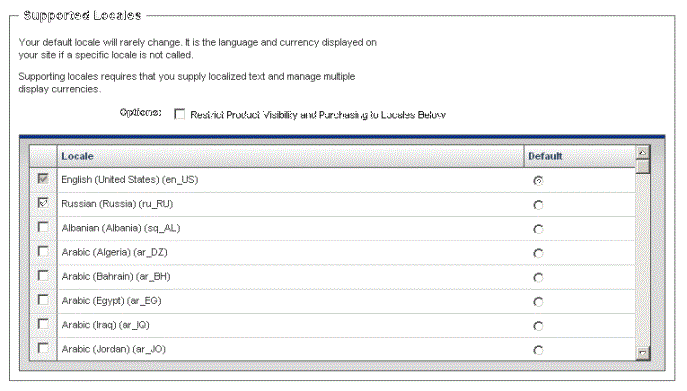 Supported Locales
Your default locale will rarely change. It is the language and currency displayed on
your site if a specific locale is not called.
Supporting locales requires that you supply localized text and manage multiple
display currencies.
Options: Restrict Product Visibility and Purchasing to Locales Below
Locale Default
English (United States) (en_US)
Russian (Russia) (ru_RU)
Albanian (Albania) (sq_AL)
Arabic (Algeria) (ar_DZ)
Arabic (Bahrain) (ar_BH)
Arabic (Egypt) (ar_EG)
Arabic (Iraq) (ar_IQ)
Arabic (Jordan) (ar_JO)